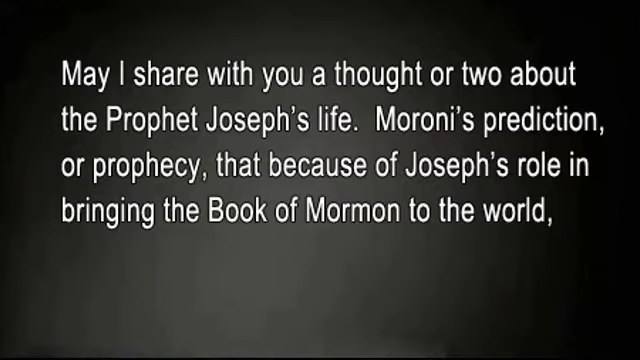 May I share with you a thought or two about
the Prophet Joseph's life.  Moroni's prediction,
or prophecy, that because of Joseph's role in
bringing the Book of Mormon to the world,